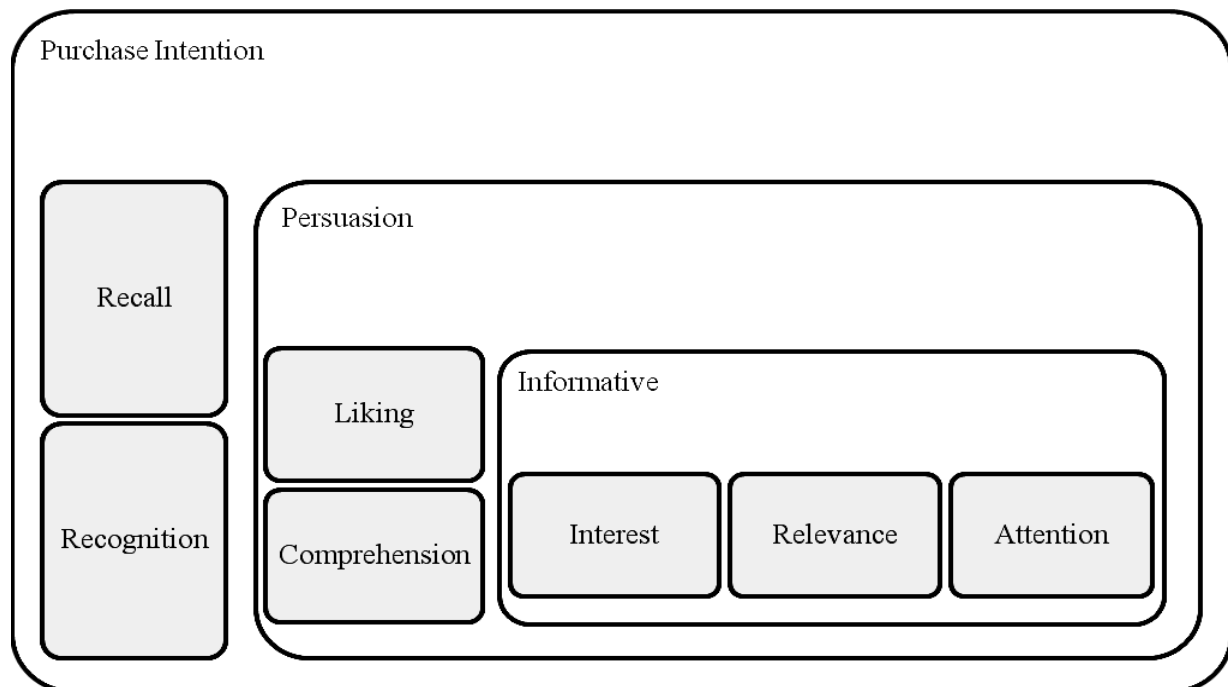 Purchase Intention
Persuasion
Recall
Informative
Liking
Recognition
Comprehension
Interest
Relevance
Attention